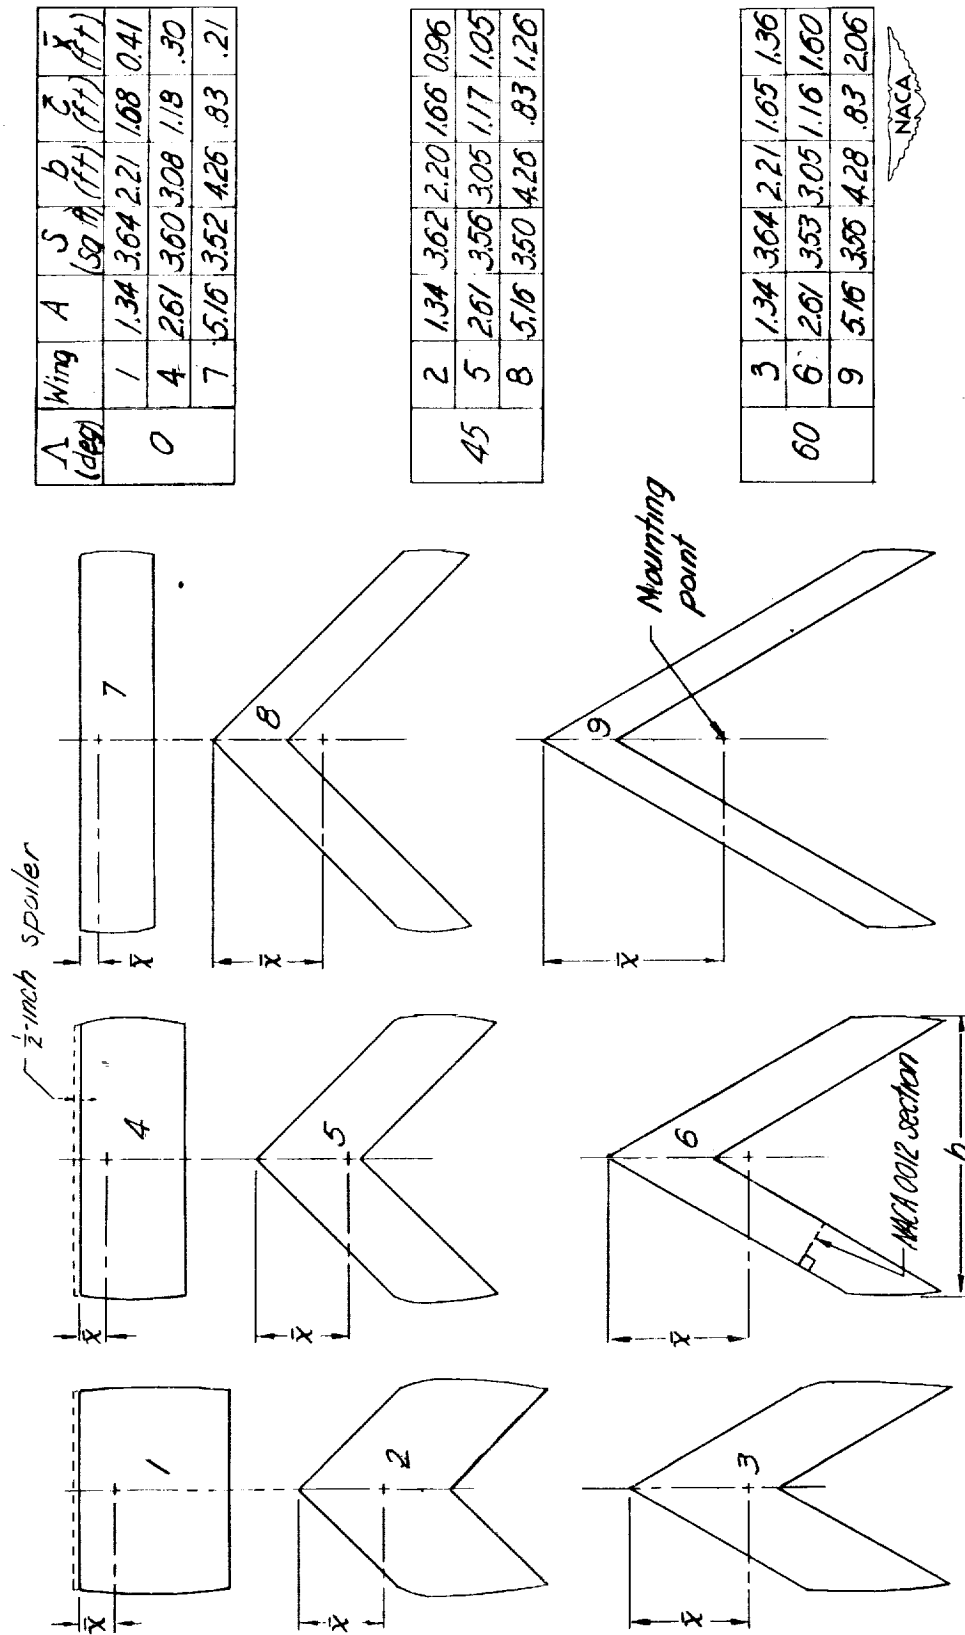 Λ (deg) Wing A S (sq ft) b (ft) c̄ (ft) x̄ (ft)
0
1 1.34 3.64 2.21 1.68 0.41
4 2.61 3.60 3.08 1.18 .30
7 5.16 3.52 4.26 .83 .21
45
2 1.34 3.62 2.20 1.66 0.96
5 2.61 3.56 3.05 1.17 1.05
8 5.16 3.50 4.26 .83 1.26
60
3 1.34 3.64 2.21 1.65 1.36
6 2.61 3.53 3.05 1.16 1.60
9 5.16 3.56 4.28 .83 2.06
NACA
½-inch spoiler
x̄
1
x̄
4
x̄
7
x̄
2
x̄
5
x̄
8
x̄
3
x̄
6
x̄
9
Mounting
point
NACA 0012 section
b